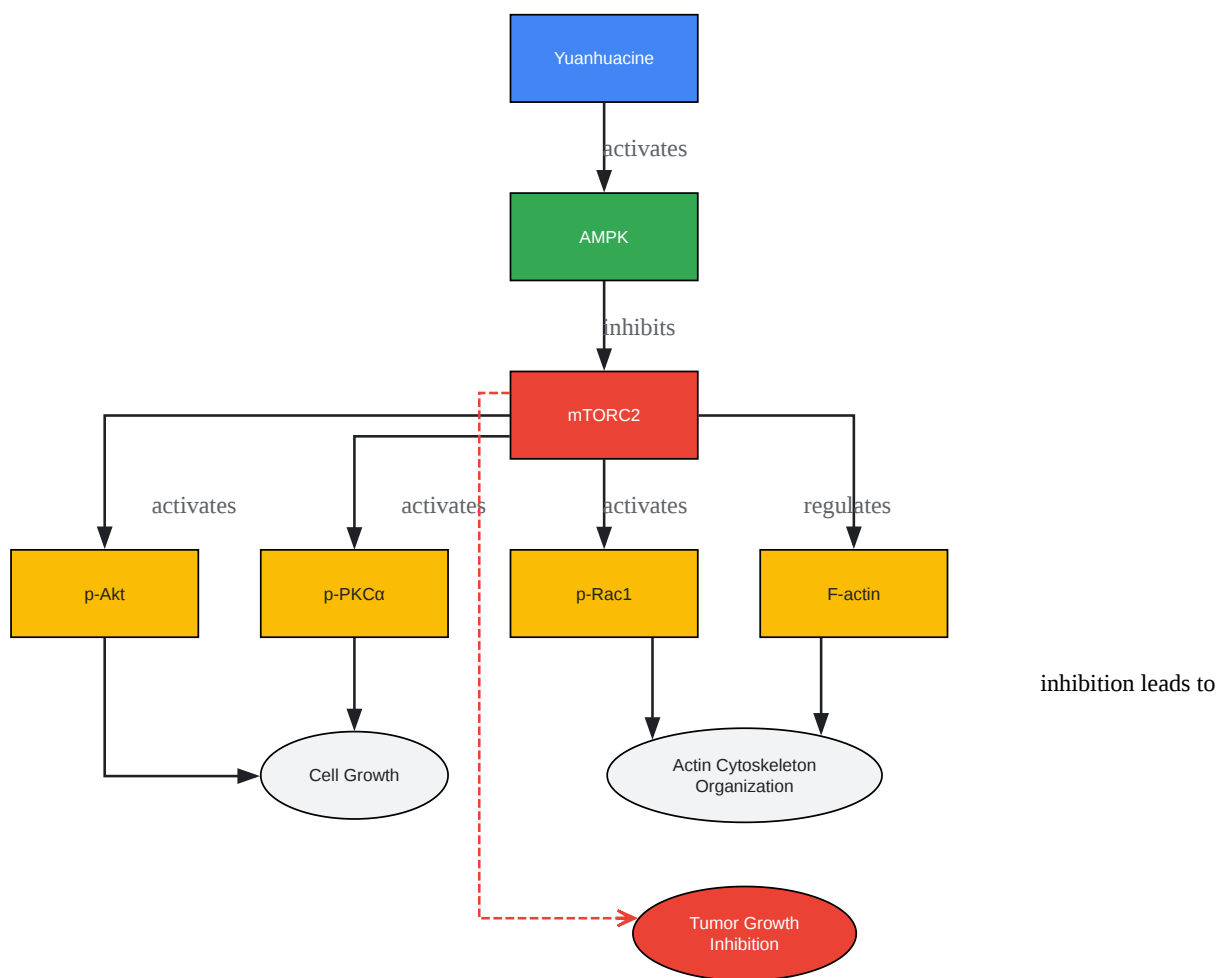 Yuanhuacine
activates
AMPK
inhibits
mTORC2
activates
activates
activates
regulates
p-Akt
p-PKCα
p-Rac1
F-actin
inhibition leads to
Cell Growth
Actin Cytoskeleton
Organization
Tumor Growth
Inhibition